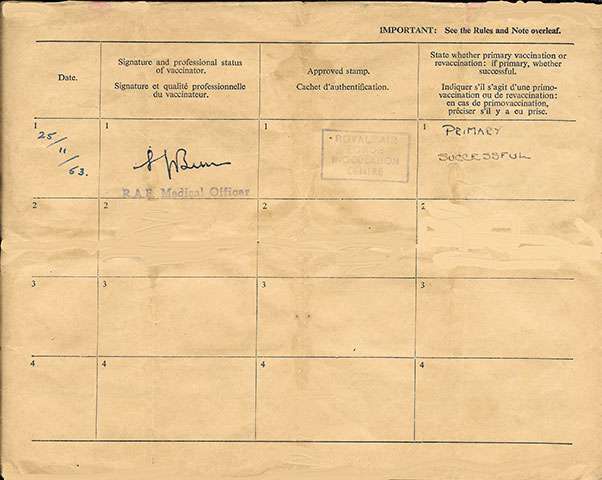 IMPORTANT: See the Rules and Note overleaf.
Date.
Signature and professional status
of vaccinator.
Signature et qualité professionnelle
du vaccinateur.
Approved stamp.
Cachet d'authentification.
State whether primary vaccination or
revaccination: if primary, whether
successful.
Indiquer s'il s'agit d'une primo-
vaccination ou de revaccination:
en cas de primovaccination,
préciser s'il y a eu prise.
1 1 1 1
25/
11/
63.
R.A.F. Medical Officer
ROYAL AIR
FORCE
INOCULATION
CENTRE
PRIMARY
SUCCESSFUL
2 2 2 2
3 3 3 3
4 4 4 4